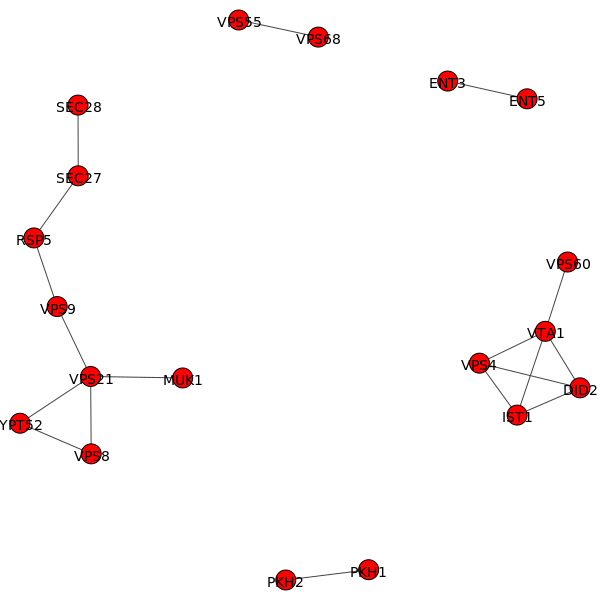 VPS55
VPS68
ENT3
ENT5
SEC28
SEC27
RSP5
VPS60
VPS9
VTA1
VPS4
VPS21
MUK1
DID2
IST1
YPT52
VPS8
PKH1
PKH2